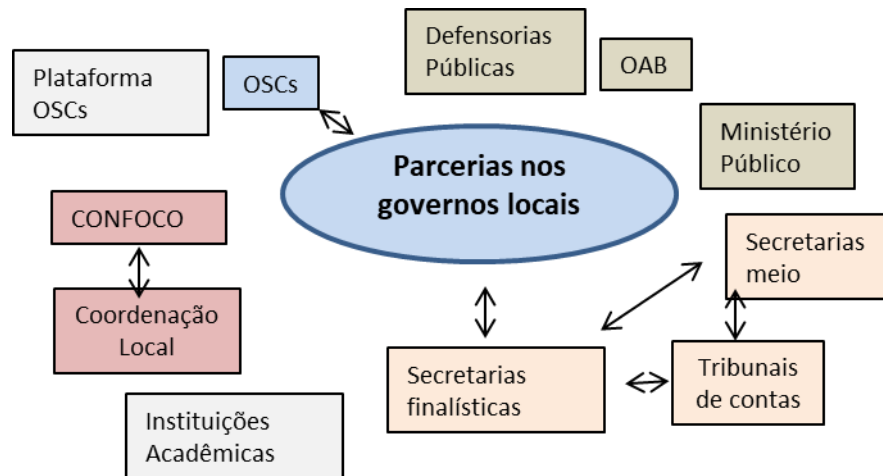 Defensorias
Públicas
OAB
Plataforma
OSCs
OSCs
Ministério
Público
Parcerias nos
governos locais
CONFOCO
Secretarias
meio
Coordenação
Local
Secretarias
finalísticas
Tribunais
de contas
Instituições
Acadêmicas